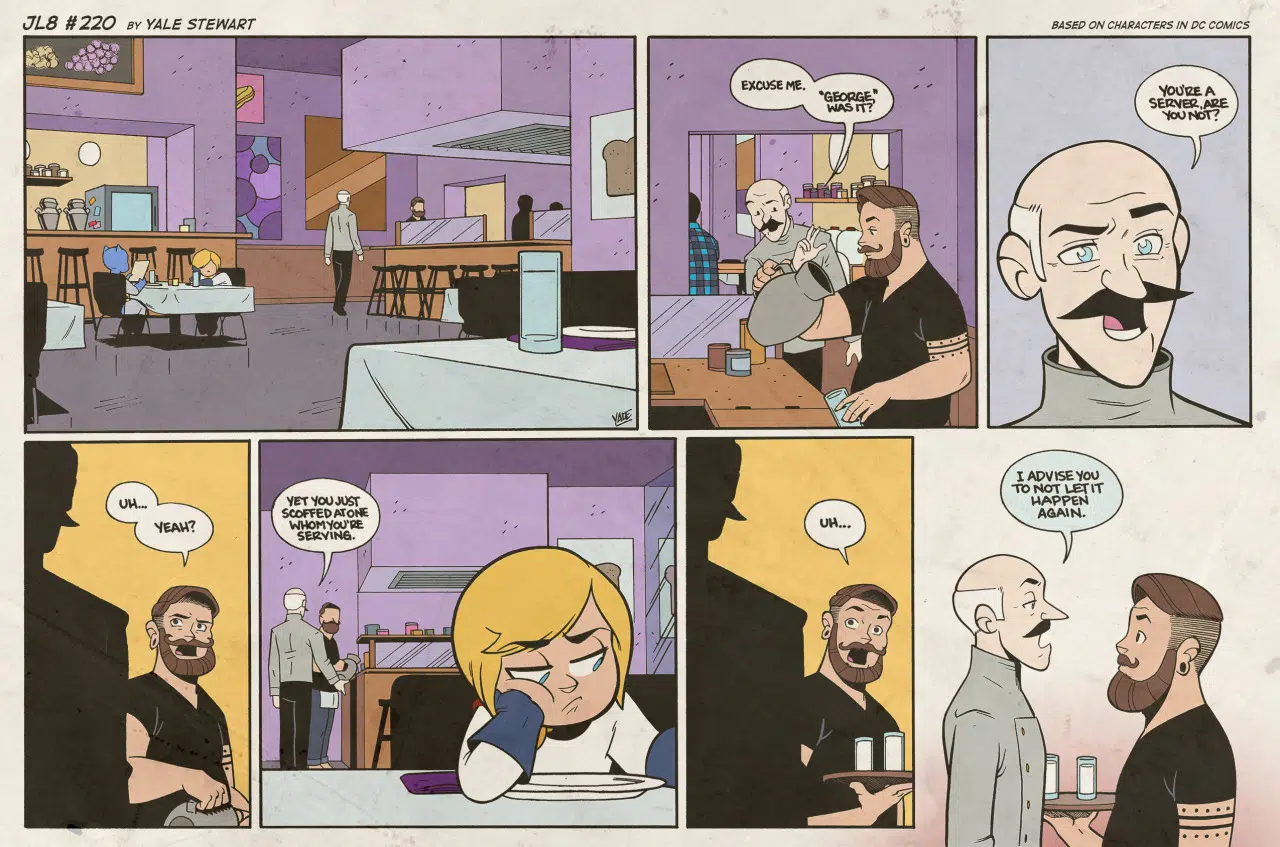 JL8 #220 BY YALE STEWART
BASED ON CHARACTERS IN DC COMICS
YALE
EXCUSE ME.
"GEORGE,"
WAS IT?
YOU'RE A
SERVER, ARE
YOU NOT?
UH...
YEAH?
YET YOU JUST
SCOFFED AT ONE
WHOM YOU'RE
SERVING.
UH...
I ADVISE YOU
TO NOT LET IT
HAPPEN
AGAIN.